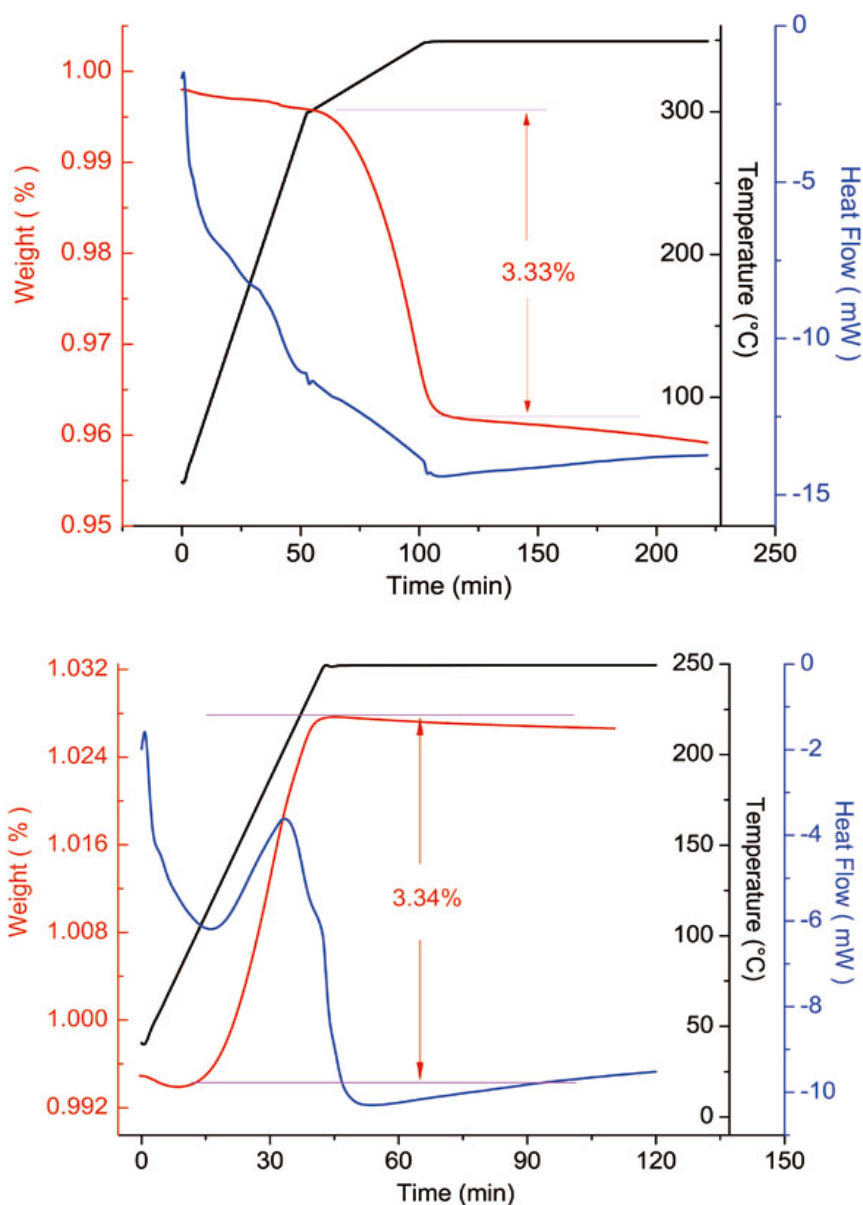 0
1.00
300
0.99
-5
0.98
200
3.33%
-10
0.97
100
0.96
-15
0.95
0 50 100 150 200 250
Time (min)
Weight ( % )
Temperature (°C)
Heat Flow ( mW )
1.032 250 0
1.024 200 -2
1.016 150 -4
3.34%
1.008 100 -6
1.000 50 -8
0.992 0 -10
0 30 60 90 120 150
Time (min)
Weight ( % )
Temperature (°C)
Heat Flow ( mW )